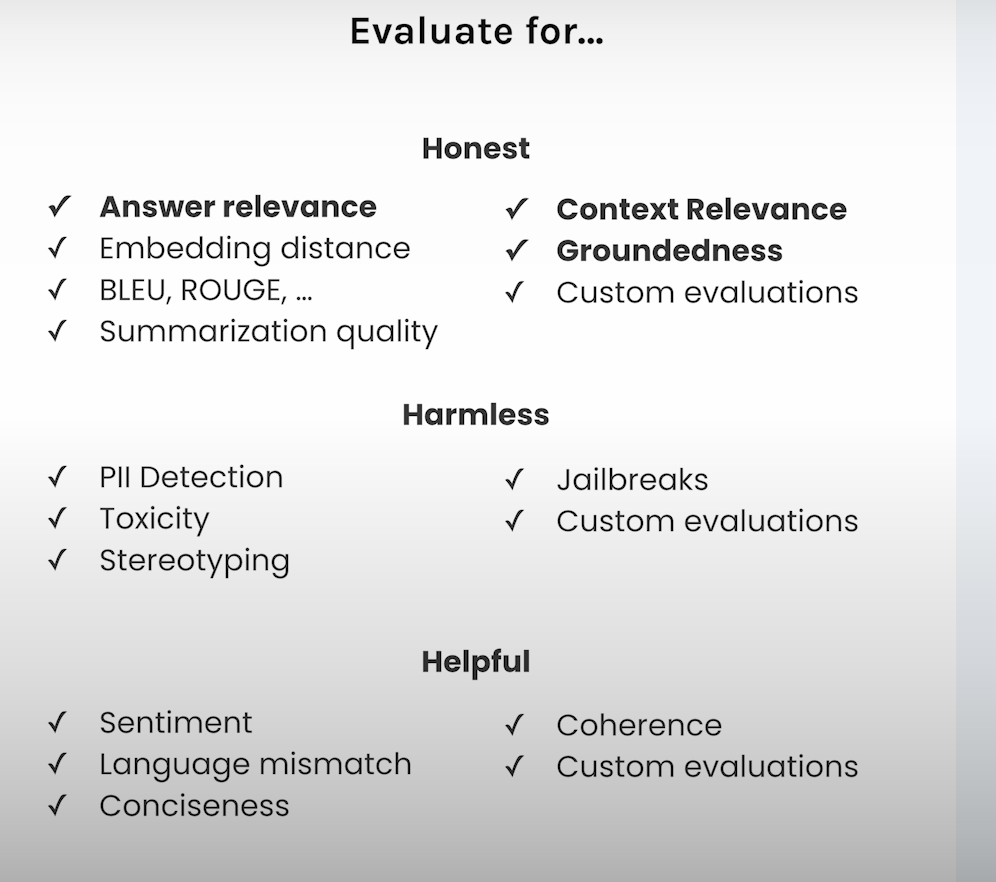 Evaluate for...
Honest
✓ Answer relevance
✓ Embedding distance
✓ BLEU, ROUGE, ...
✓ Summarization quality
✓ Context Relevance
✓ Groundedness
✓ Custom evaluations
Harmless
✓ PII Detection
✓ Toxicity
✓ Stereotyping
✓ Jailbreaks
✓ Custom evaluations
Helpful
✓ Sentiment
✓ Language mismatch
✓ Conciseness
✓ Coherence
✓ Custom evaluations